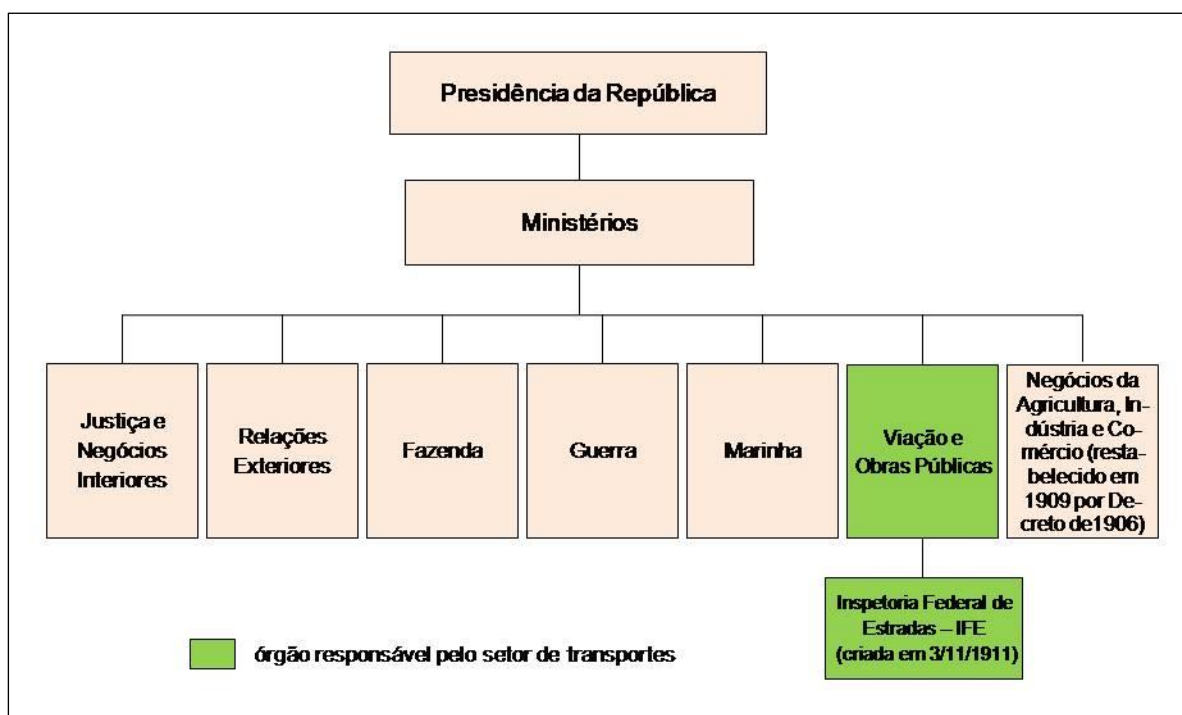 Presidência da República
Ministérios
Justiça e
Negócios
Interiores
Relações
Exteriores
Fazenda
Guerra
Marinha
Viação e
Obras Públicas
Negócios da
Agricultura, In-
dústria e Co-
mércio (resta-
belecido em
1909 por De-
creto de1906)
Inspetoria Federal de
Estradas – IFE
(criada em 3/11/1911)
órgão responsável pelo setor de transportes